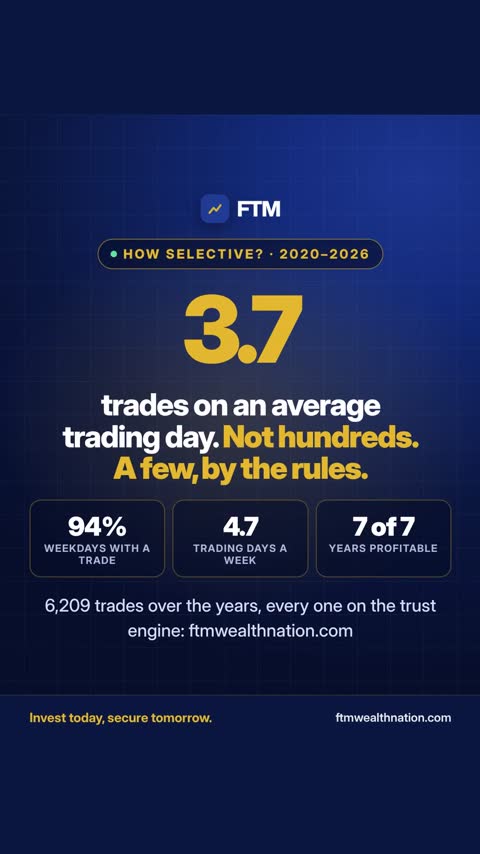 FTM
HOW SELECTIVE? · 2020–2026
3.7
trades on an average
trading day. Not hundreds.
A few, by the rules.
94%
WEEKDAYS WITH A
TRADE
4.7
TRADING DAYS A
WEEK
7 of 7
YEARS PROFITABLE
6,209 trades over the years, every one on the trust
engine: ftmwealthnation.com
Invest today, secure tomorrow.
ftmwealthnation.com